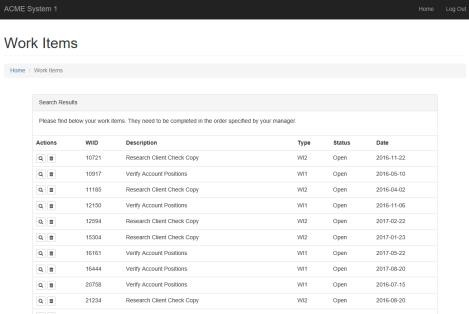 ACME System 1 Home Log Out
Work Items
Home / Work Items
Search Results
Please find below your work items. They need to be completed in the order specified by your manager!
Actions WIID Description Type Status Date
10721 Research Client Check Copy WI2 Open 2016-11-22
10917 Verify Account Positions WI1 Open 2016-05-10
11185 Research Client Check Copy WI2 Open 2016-04-02
12150 Verify Account Positions WI1 Open 2016-11-06
12594 Research Client Check Copy WI2 Open 2017-02-22
15304 Research Client Check Copy WI2 Open 2017-01-23
16161 Verify Account Positions WI1 Open 2017-05-22
16444 Verify Account Positions WI1 Open 2017-08-20
20758 Verify Account Positions WI1 Open 2016-07-15
21234 Research Client Check Copy WI2 Open 2016-08-20